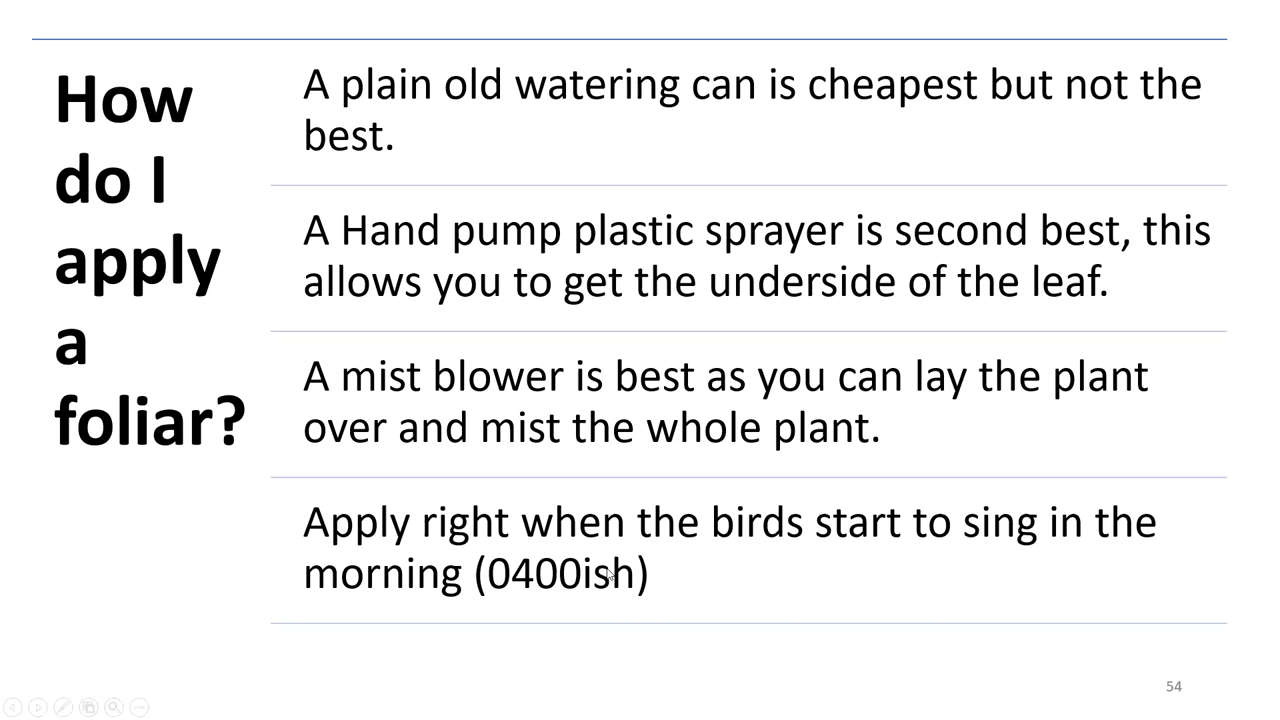 How
do I
apply
a
foliar?
A plain old watering can is cheapest but not the
best.
A Hand pump plastic sprayer is second best, this
allows you to get the underside of the leaf.
A mist blower is best as you can lay the plant
over and mist the whole plant.
Apply right when the birds start to sing in the
morning (0400ish)
54